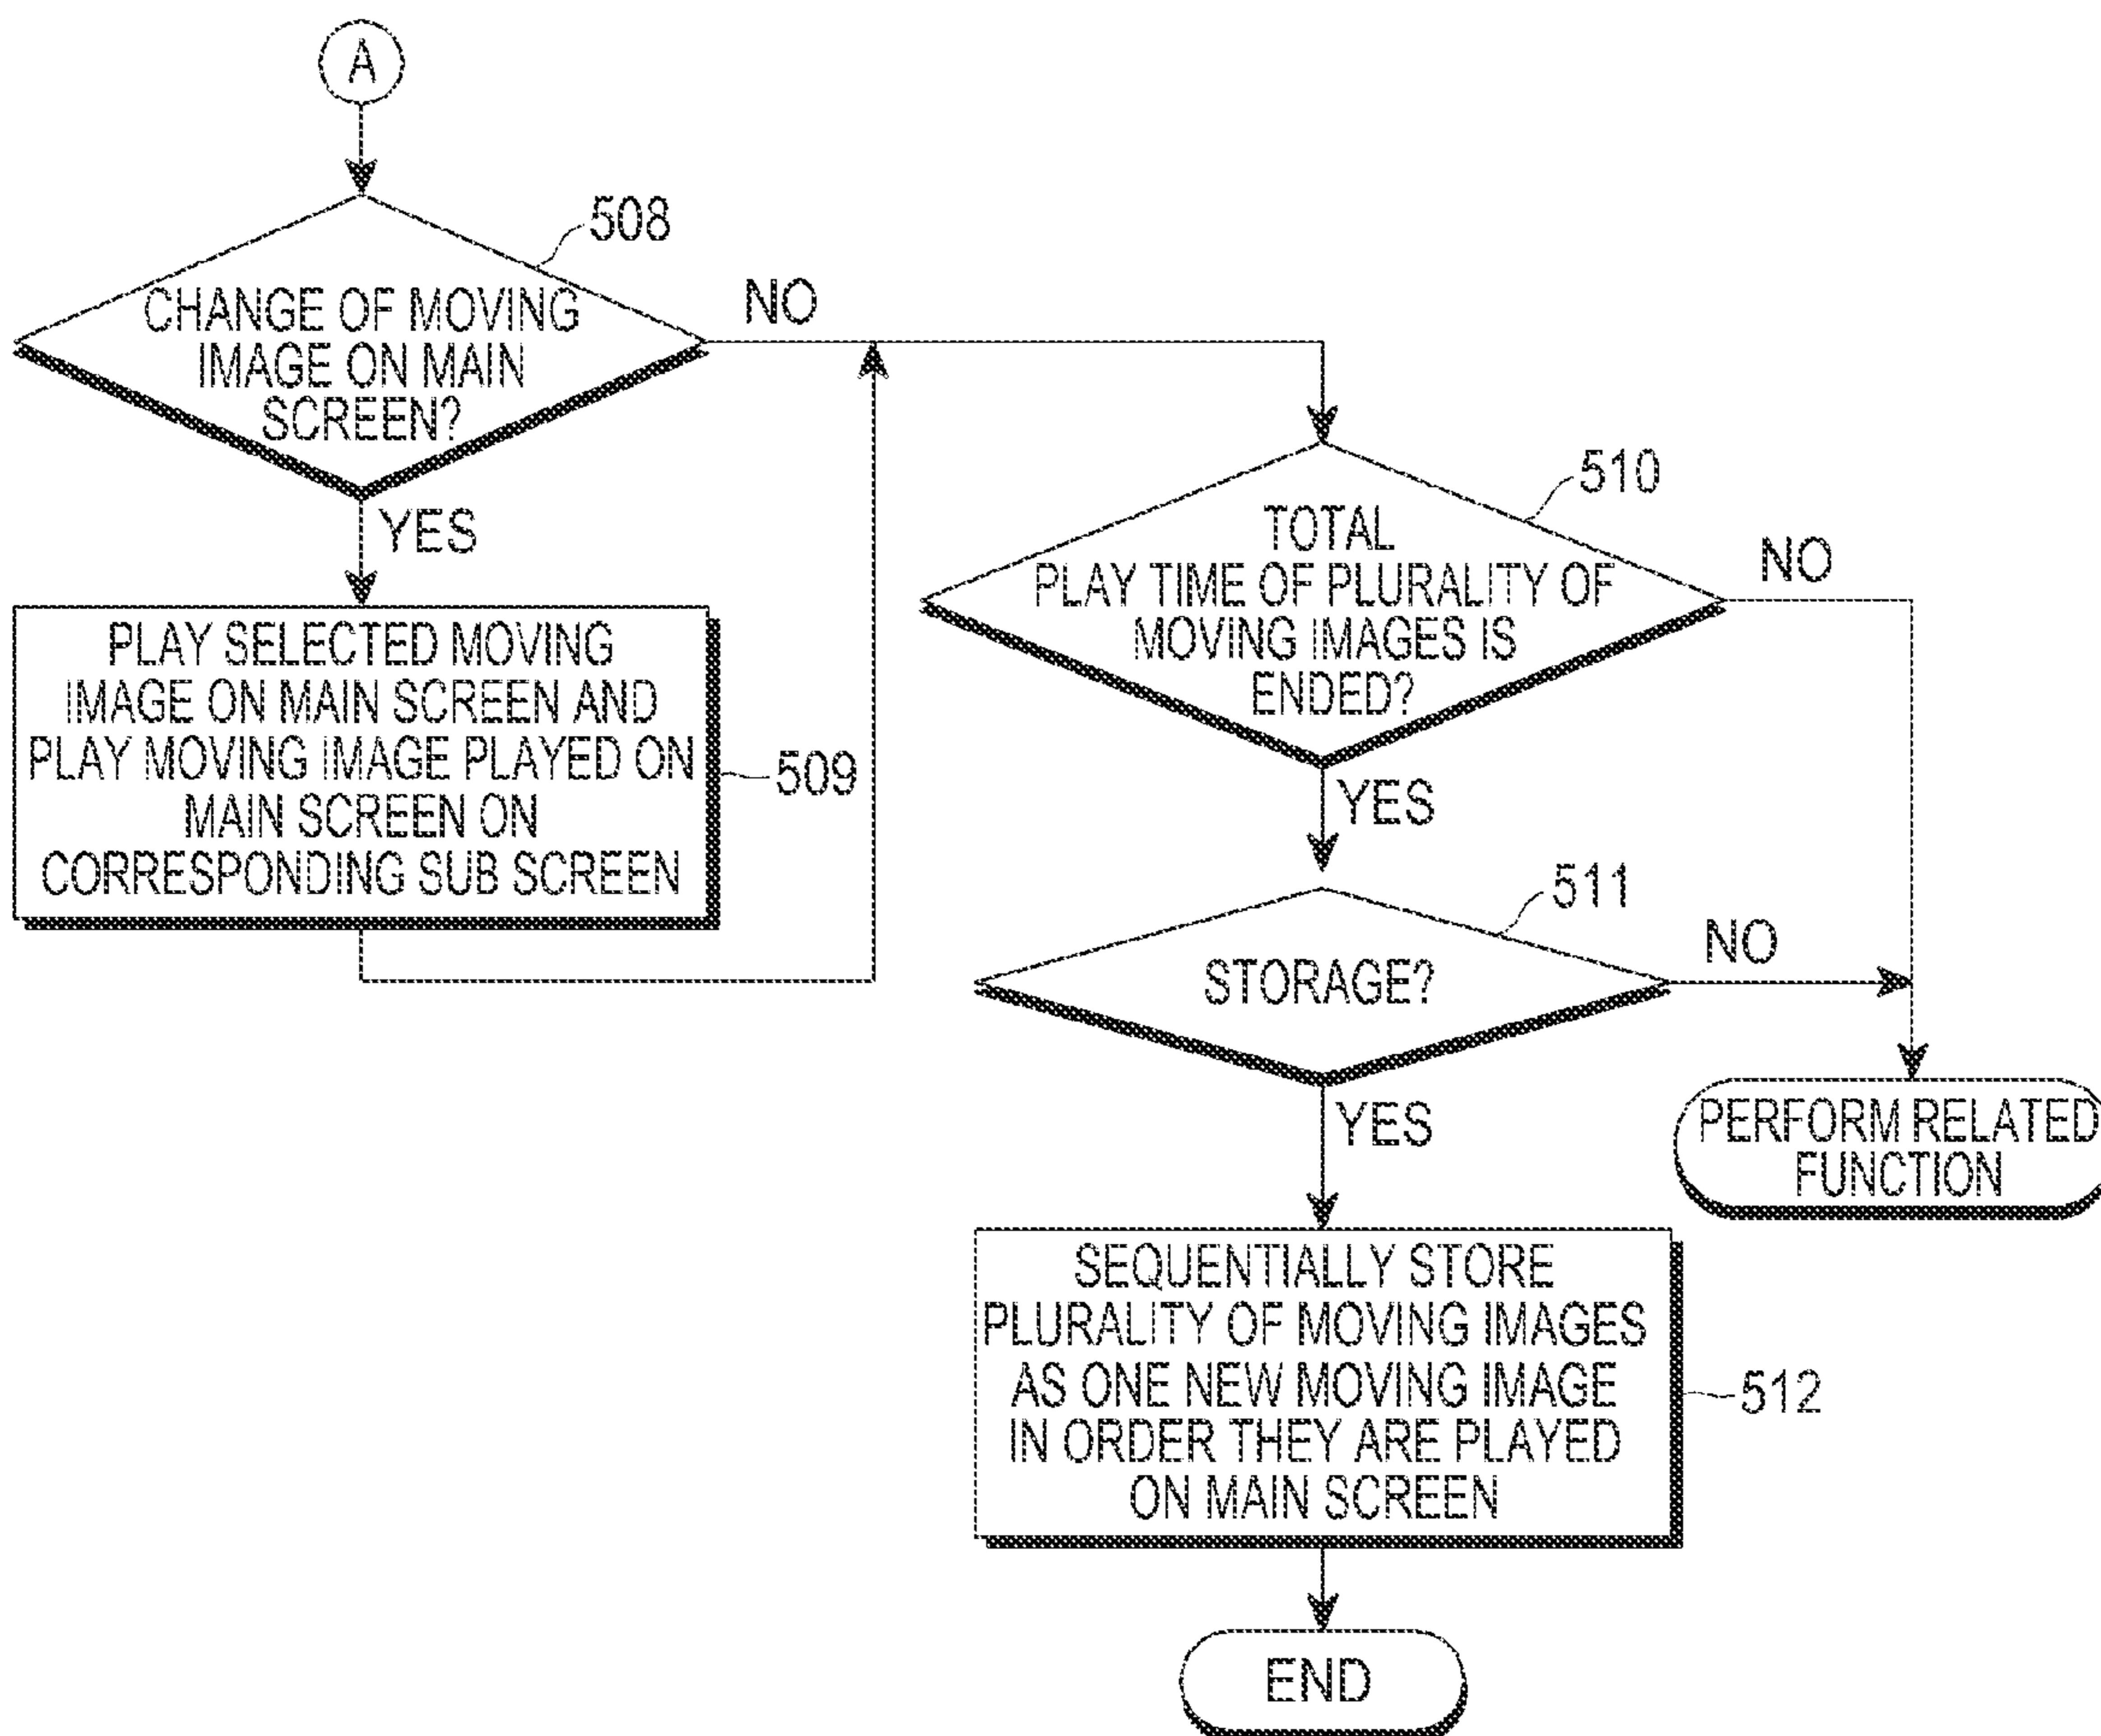 A
508
CHANGE OF MOVING
IMAGE ON MAIN
SCREEN?
NO
YES
PLAY SELECTED MOVING
IMAGE ON MAIN SCREEN AND
PLAY MOVING IMAGE PLAYED ON
MAIN SCREEN ON
CORRESPONDING SUB SCREEN
509
510
TOTAL
PLAY TIME OF PLURALITY OF
MOVING IMAGES IS
ENDED?
NO
YES
511
STORAGE?
NO
YES
PERFORM RELATED
FUNCTION
SEQUENTIALLY STORE
PLURALITY OF MOVING IMAGES
AS ONE NEW MOVING IMAGE
IN ORDER THEY ARE PLAYED
ON MAIN SCREEN
512
END